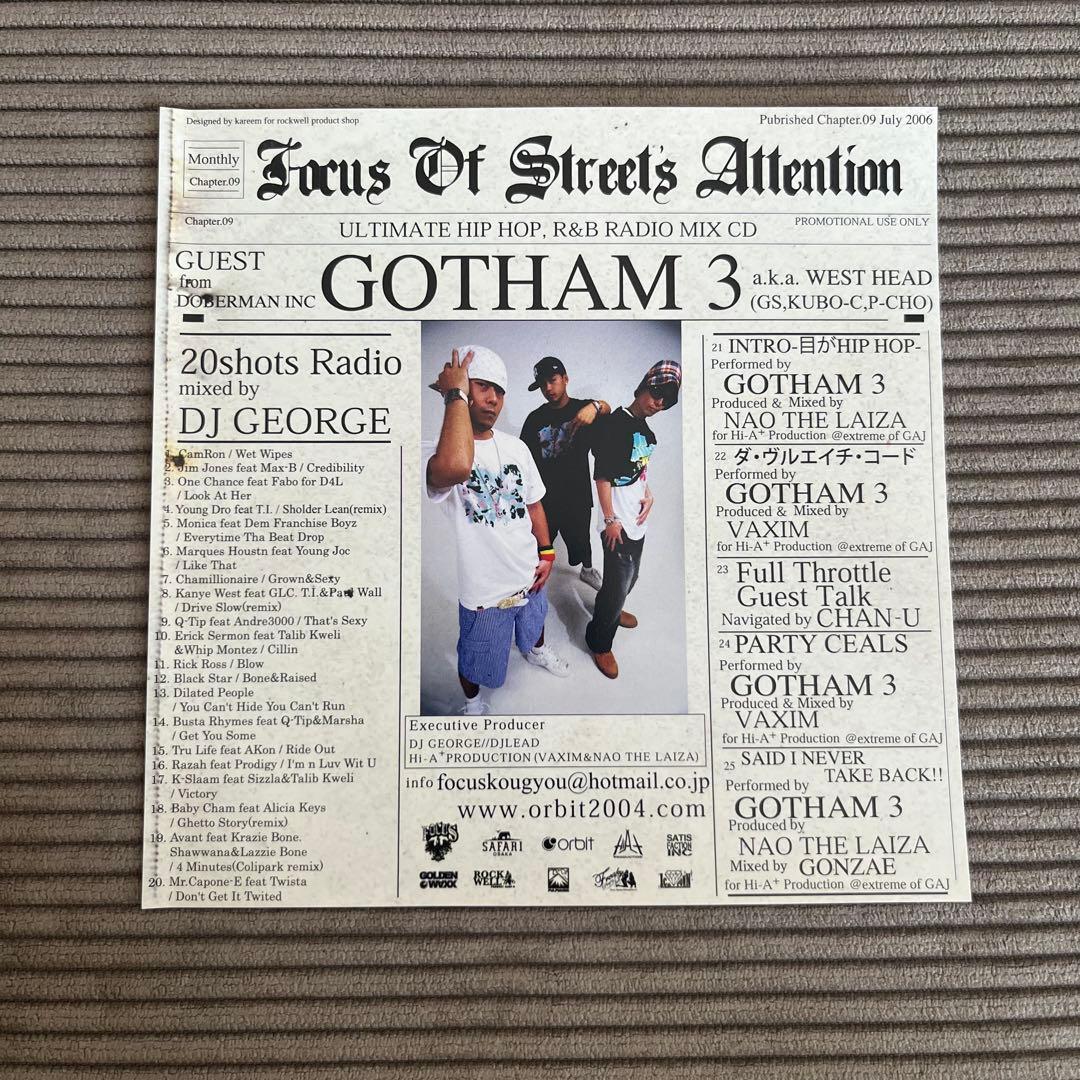 Designed by kareem for rockwell product shop
Pubrished Chapter.09 July 2006
Monthly
Chapter.09
Focus Of Street's Attention
Chapter.09
ULTIMATE HIP HOP, R&B RADIO MIX CD
PROMOTIONAL USE ONLY
GUEST
from
DOBERMAN INC
GOTHAM 3
a.k.a. WEST HEAD
(GS,KUBO-C,P-CHO)
20shots Radio
mixed by
DJ GEORGE
1. CamRon / Wet Wipes
2. Jim Jones feat Max-B / Credibility
3. One Chance feat Fabo for D4L
/ Look At Her
4. Young Dro feat T.I. / Sholder Lean(remix)
5. Monica feat Dem Franchise Boyz
/ Everytime Tha Beat Drop
6. Marques Houstn feat Young Joc
/ Like That
7. Chamillionaire / Grown&Sexy
8. Kanye West feat GLC. T.I.&Paul Wall
/ Drive Slow(remix)
9. Q-Tip feat Andre3000 / That's Sexy
10. Erick Sermon feat Talib Kweli
&Whip Montez / Cillin
11. Rick Ross / Blow
12. Black Star / Bone&Raised
13. Dilated People
/ You Can't Hide You Can't Run
14. Busta Rhymes feat Q-Tip&Marsha
/ Get You Some
15. Tru Life feat AKon / Ride Out
16. Razah feat Prodigy / I'm n Luv Wit U
17. K-Slaam feat Sizzla&Talib Kweli
/ Victory
18. Baby Cham feat Alicia Keys
/ Ghetto Story(remix)
19. Avant feat Krazie Bone.
Shawwana&Lazzie Bone
/ 4 Minutes(Colipark remix)
20. Mr.Capone-E feat Twista
/ Don't Get It Twited
Executive Producer
DJ GEORGE//DJLEAD
Hi-A+PRODUCTION(VAXIM&NAO THE LAIZA)
info focuskougyou@hotmail.co.jp
www.orbit2004.com
FOCUS
SAFARI
OSAKA
orbit
PRODUCTION
SATIS
FACTION
INC
GOLDEN
WAXX
ROCK
WELL
21 INTRO-目がHIP HOP-
Performed by
GOTHAM 3
Produced & Mixed by
NAO THE LAIZA
for Hi-A+ Production @extreme of GAJ
22 ダ・ヴルエイチ・コード
Performed by
GOTHAM 3
Produced & Mixed by
VAXIM
for Hi-A+ Production @extreme of GAJ
23 Full Throttle
Guest Talk
Navigated by CHAN-U
24 PARTY CEALS
Performed by
GOTHAM 3
Produced & Mixed by
VAXIM
for Hi-A+ Production @extreme of GAJ
25 SAID I NEVER
TAKE BACK!!
Performed by
GOTHAM 3
Produced by
NAO THE LAIZA
Mixed by GONZAE
for Hi-A+ Production @extreme of GAJ